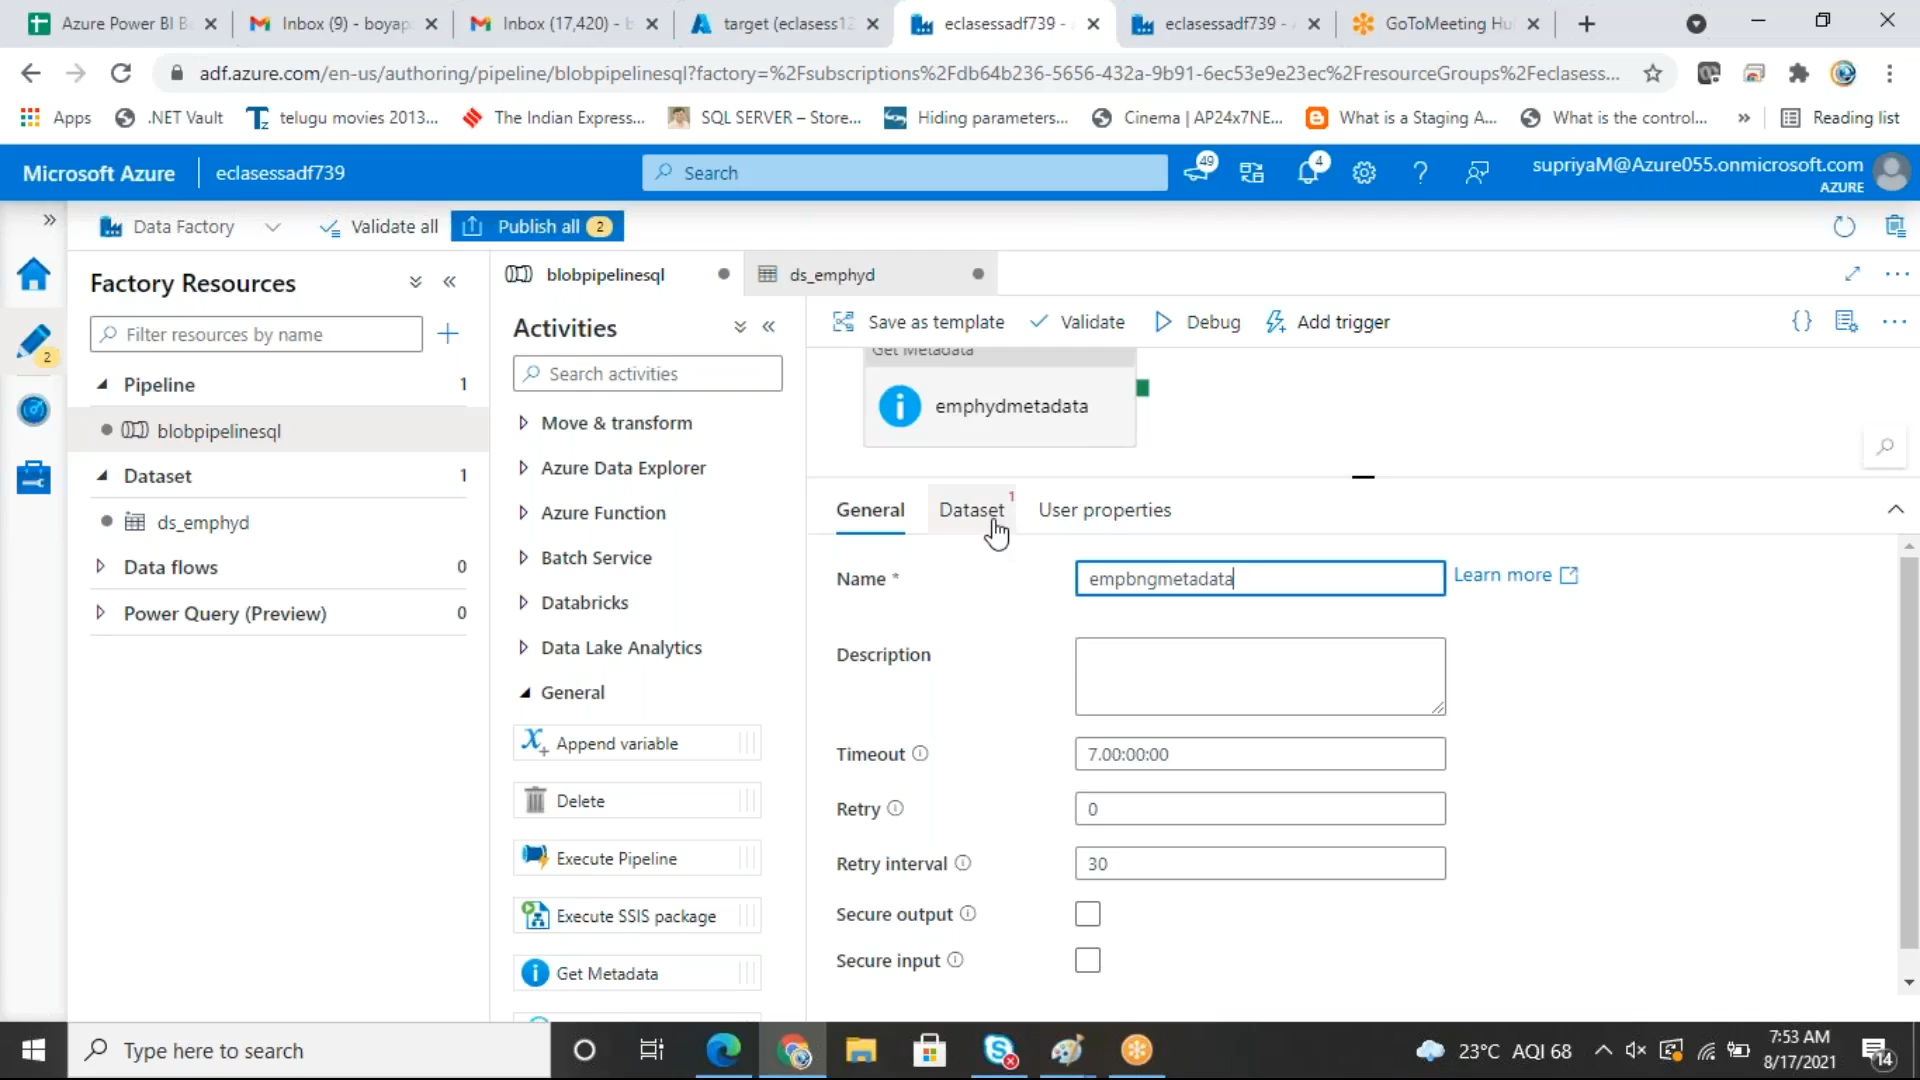 Azure Power BI B
Inbox (9) - boyap
Inbox (17,420) - b
target (eclasess12
eclasessadf739 -
eclasessadf739 -
GoToMeeting Hu
adf.azure.com/en-us/authoring/pipeline/blobpipelinesql?factory=%2Fsubscriptions%2Fdb64b236-5656-432a-9b91-6ec53e9e23ec%2FresourceGroups%2Feclasess...
Apps
.NET Vault
telugu movies 2013...
The Indian Express...
SQL SERVER – Store...
Hiding parameters...
Cinema | AP24x7NE...
What is a Staging A...
What is the control...
»
Reading list
Microsoft Azure
eclasessadf739
Search
49
4
supriyaM@Azure055.onmicrosoft.com
AZURE
Data Factory
Validate all
Publish all 2
Factory Resources
Filter resources by name
2
Pipeline 1
blobpipelinesql
Dataset 1
ds_emphyd
Data flows 0
Power Query (Preview) 0
blobpipelinesql
ds_emphyd
Activities
Search activities
Move & transform
Azure Data Explorer
Azure Function
Batch Service
Databricks
Data Lake Analytics
General
Append variable
Delete
Execute Pipeline
Execute SSIS package
Get Metadata
Save as template
Validate
Debug
Add trigger
Get Metadata
emphydmetadata
General
Dataset 1
User properties
Name *
empbngmetadata
Learn more
Description
Timeout
7.00:00:00
Retry
0
Retry interval
30
Secure output
Secure input
Type here to search
23°C AQI 68
7:53 AM
8/17/2021
14